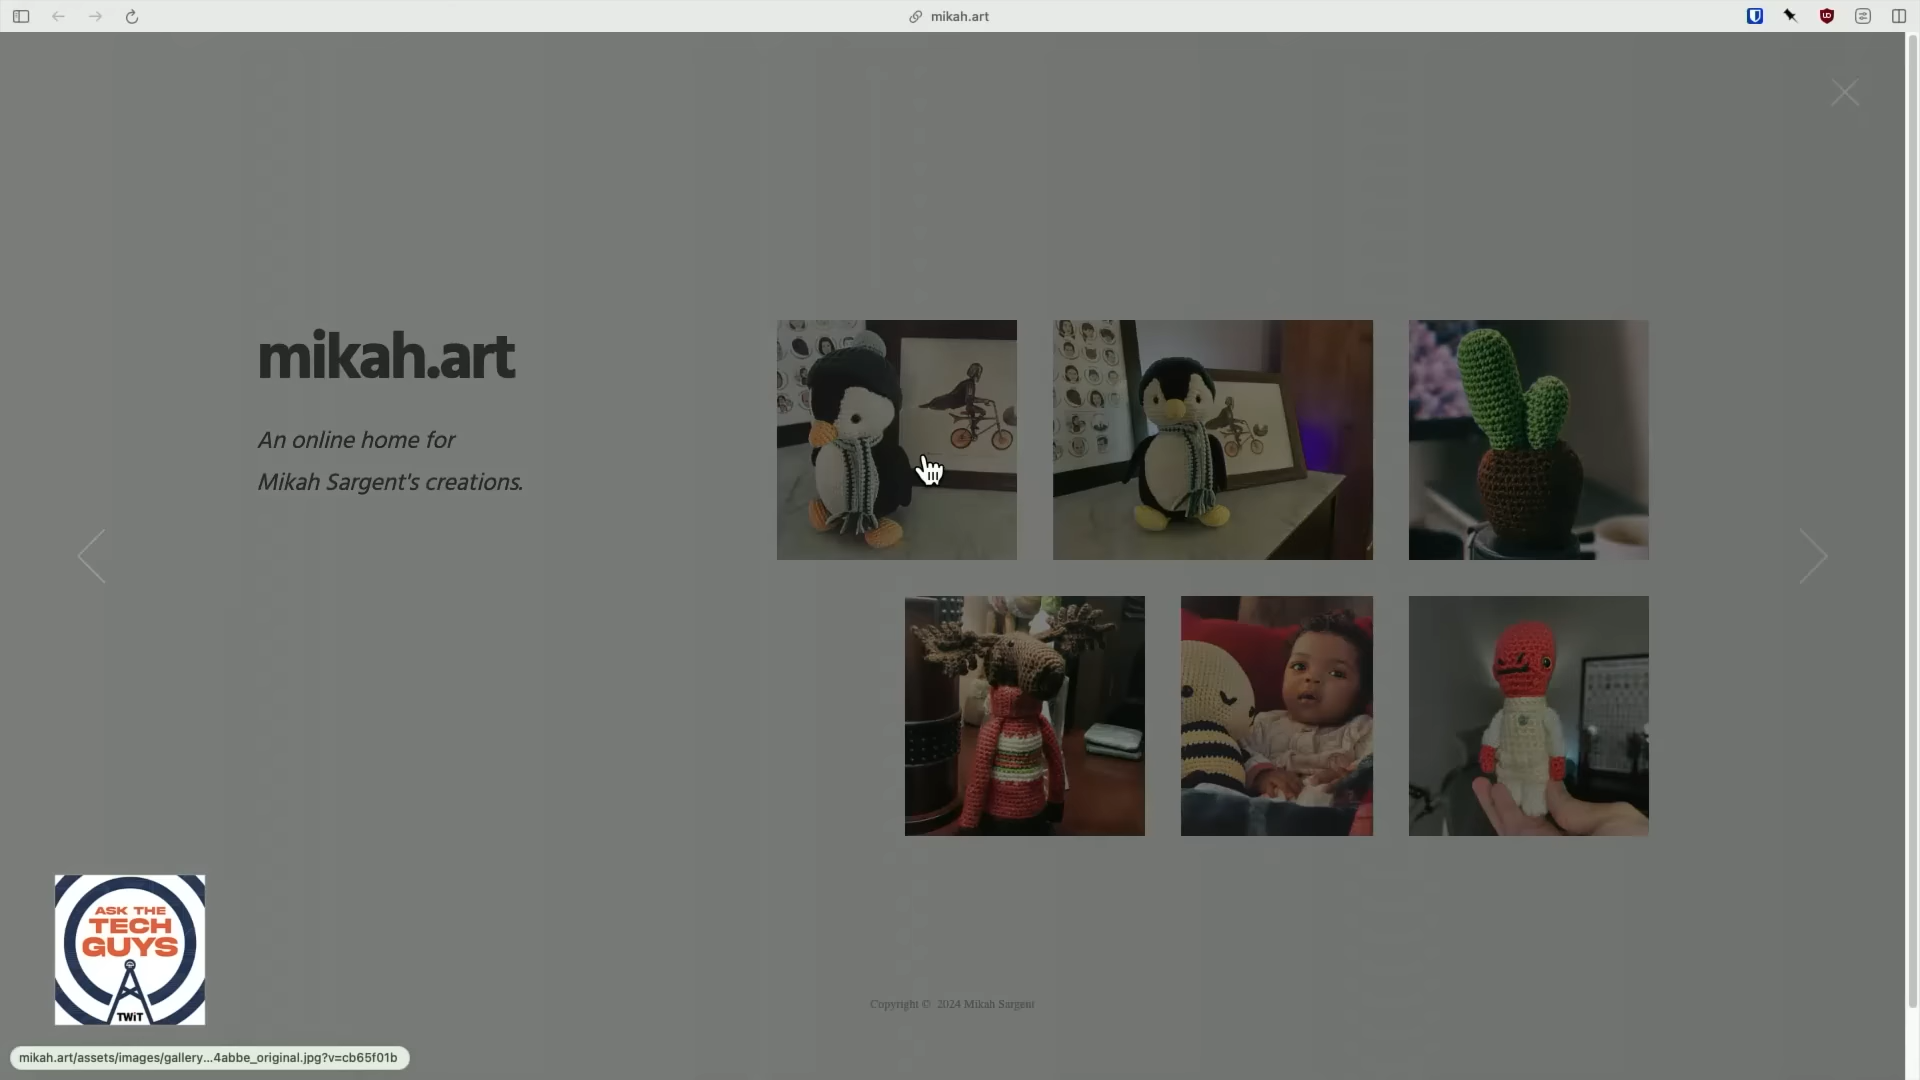 mikah.art
mikah.art
An online home for
Mikah Sargent's creations.
ASK THE
TECH
GUYS
TWiT
Copyright © 2024 Mikah Sargent
mikah.art/assets/images/gallery...4abbe_original.jpg?v=cb65f01b